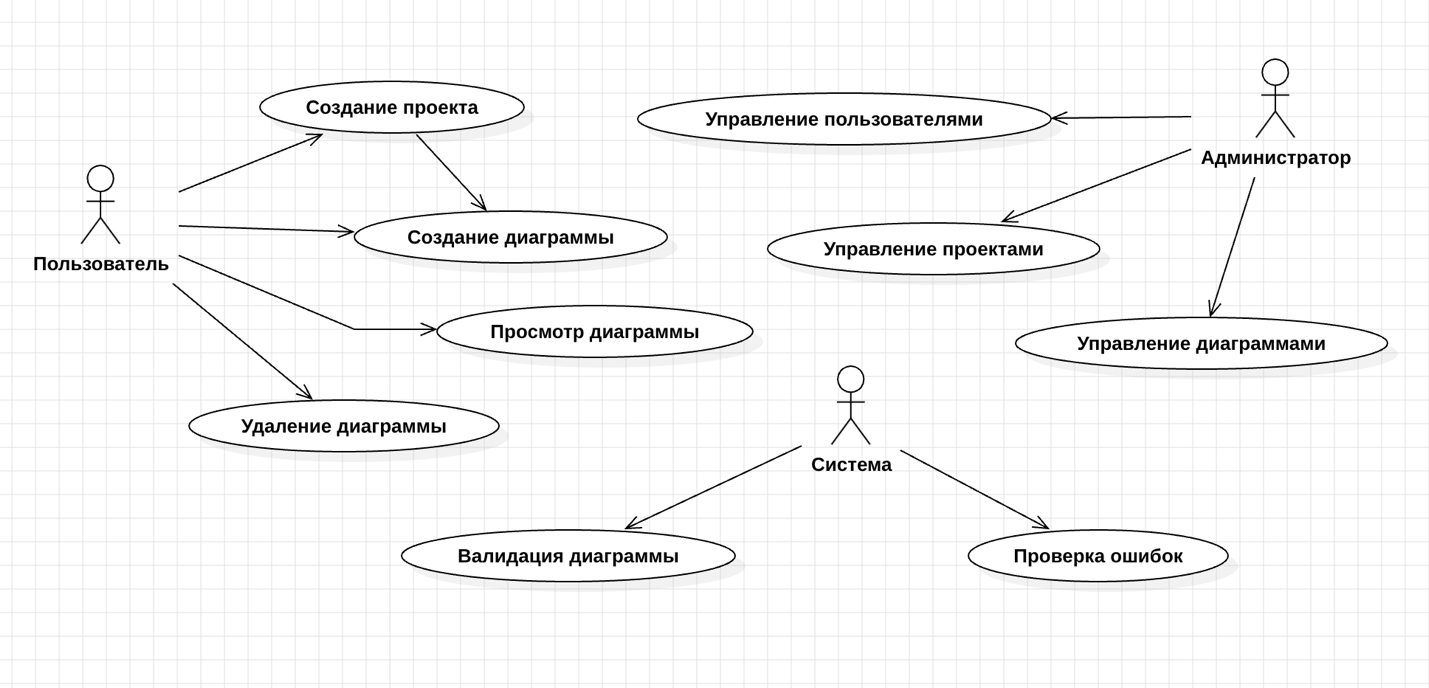 Создание проекта
Управление пользователями
Администратор
Создание диаграммы
Управление проектами
Пользователь
Просмотр диаграммы
Управление диаграммами
Удаление диаграммы
Система
Валидация диаграммы
Проверка ошибок